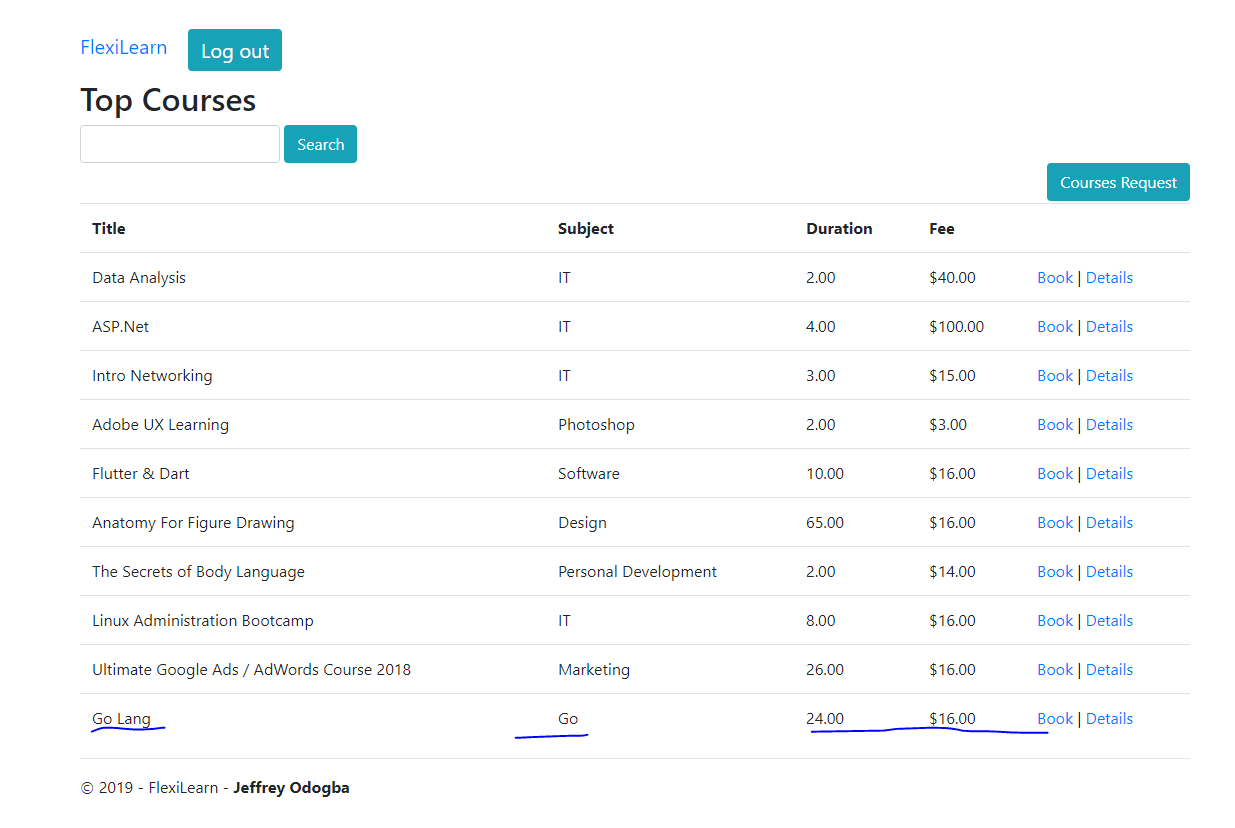 FlexiLearn Log out
Top Courses
Search
Courses Request
Title Subject Duration Fee
Data Analysis IT 2.00 $40.00 Book | Details
ASP.Net IT 4.00 $100.00 Book | Details
Intro Networking IT 3.00 $15.00 Book | Details
Adobe UX Learning Photoshop 2.00 $3.00 Book | Details
Flutter & Dart Software 10.00 $16.00 Book | Details
Anatomy For Figure Drawing Design 65.00 $16.00 Book | Details
The Secrets of Body Language Personal Development 2.00 $14.00 Book | Details
Linux Administration Bootcamp IT 8.00 $16.00 Book | Details
Ultimate Google Ads / AdWords Course 2018 Marketing 26.00 $16.00 Book | Details
Go Lang Go 24.00 $16.00 Book | Details
© 2019 - FlexiLearn - Jeffrey Odogba